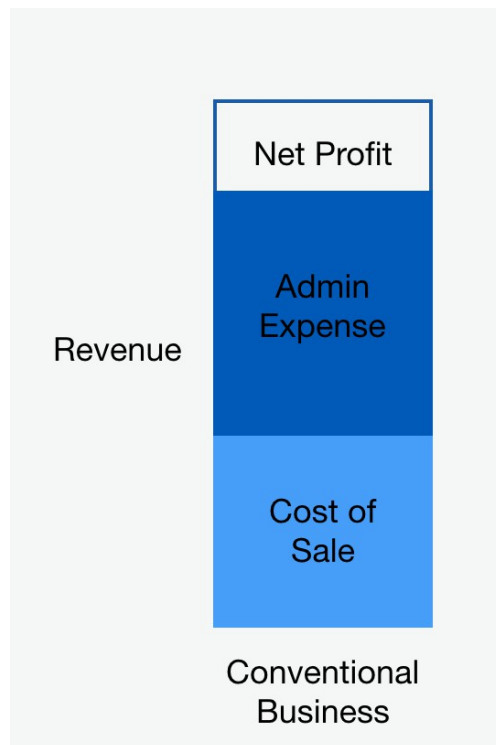 Net Profit
Admin
Expense
Revenue
Cost of
Sale
Conventional
Business